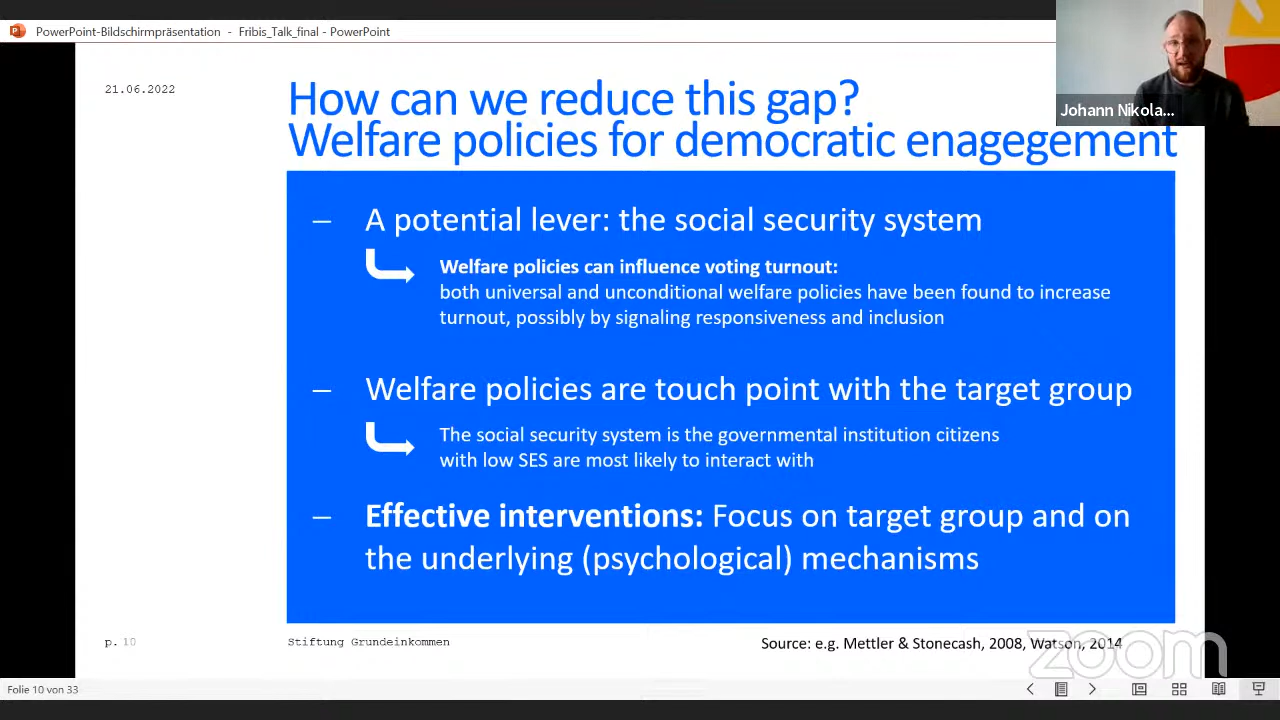 PowerPoint-Bildschirmpräsentation - Fribis_Talk_final - PowerPoint
Johann Nikola...
21.06.2022
How can we reduce this gap?
Welfare policies for democratic enagegement
– A potential lever: the social security system
Welfare policies can influence voting turnout:
both universal and unconditional welfare policies have been found to increase
turnout, possibly by signaling responsiveness and inclusion
– Welfare policies are touch point with the target group
The social security system is the governmental institution citizens
with low SES are most likely to interact with
– Effective interventions: Focus on target group and on
the underlying (psychological) mechanisms
p. 10
Stiftung Grundeinkommen
Source: e.g. Mettler & Stonecash, 2008, Watson, 2014
zoom
Folie 10 von 33